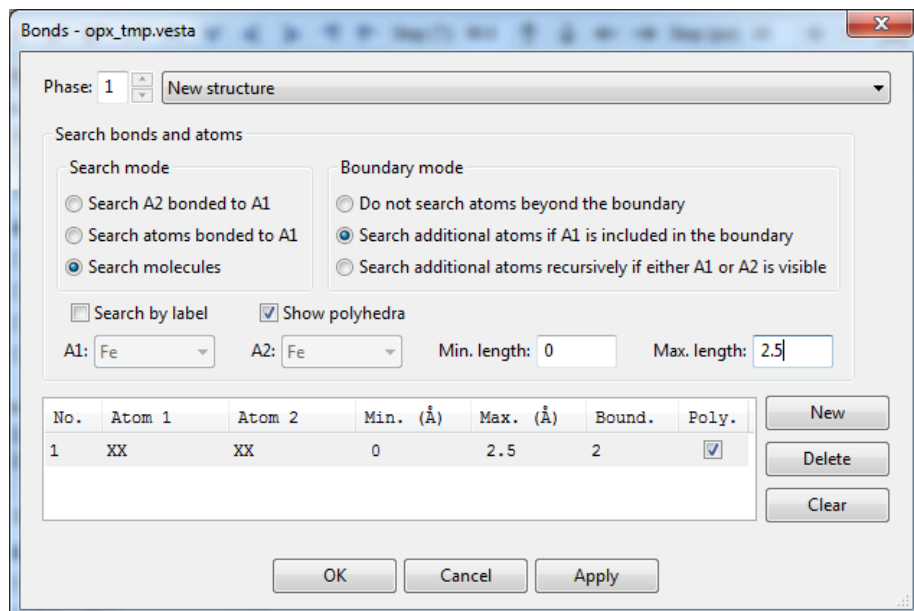 Bonds - opx_tmp.vesta
Phase: 1 New structure
Search bonds and atoms
Search mode
Search A2 bonded to A1
Search atoms bonded to A1
Search molecules
Boundary mode
Do not search atoms beyond the boundary
Search additional atoms if A1 is included in the boundary
Search additional atoms recursively if either A1 or A2 is visible
Search by label Show polyhedra
A1: Fe A2: Fe Min. length: 0 Max. length: 2.5
No. Atom 1 Atom 2 Min. (Å) Max. (Å) Bound. Poly.
1 XX XX 0 2.5 2
New
Delete
Clear
OK Cancel Apply